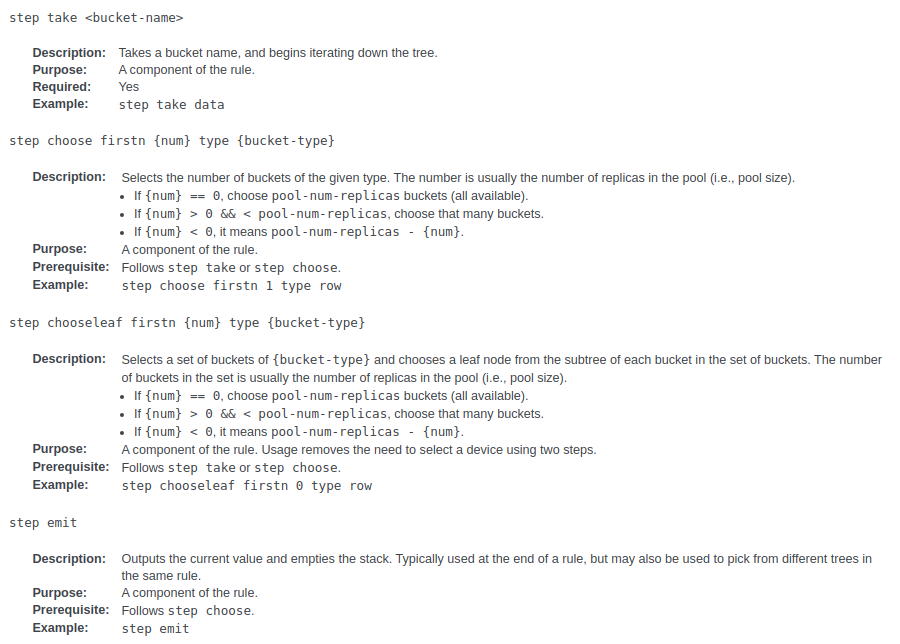 step take <bucket-name>
Description: Takes a bucket name, and begins iterating down the tree.
Purpose: A component of the rule.
Required: Yes
Example: step take data
step choose firstn {num} type {bucket-type}
Description: Selects the number of buckets of the given type. The number is usually the number of replicas in the pool (i.e., pool size).
• If {num} == 0, choose pool-num-replicas buckets (all available).
• If {num} > 0 && < pool-num-replicas, choose that many buckets.
• If {num} < 0, it means pool-num-replicas - {num}.
Purpose: A component of the rule.
Prerequisite: Follows step take or step choose.
Example: step choose firstn 1 type row
step chooseleaf firstn {num} type {bucket-type}
Description: Selects a set of buckets of {bucket-type} and chooses a leaf node from the subtree of each bucket in the set of buckets. The number
of buckets in the set is usually the number of replicas in the pool (i.e., pool size).
• If {num} == 0, choose pool-num-replicas buckets (all available).
• If {num} > 0 && < pool-num-replicas, choose that many buckets.
• If {num} < 0, it means pool-num-replicas - {num}.
Purpose: A component of the rule. Usage removes the need to select a device using two steps.
Prerequisite: Follows step take or step choose.
Example: step chooseleaf firstn 0 type row
step emit
Description: Outputs the current value and empties the stack. Typically used at the end of a rule, but may also be used to pick from different trees in
the same rule.
Purpose: A component of the rule.
Prerequisite: Follows step choose.
Example: step emit